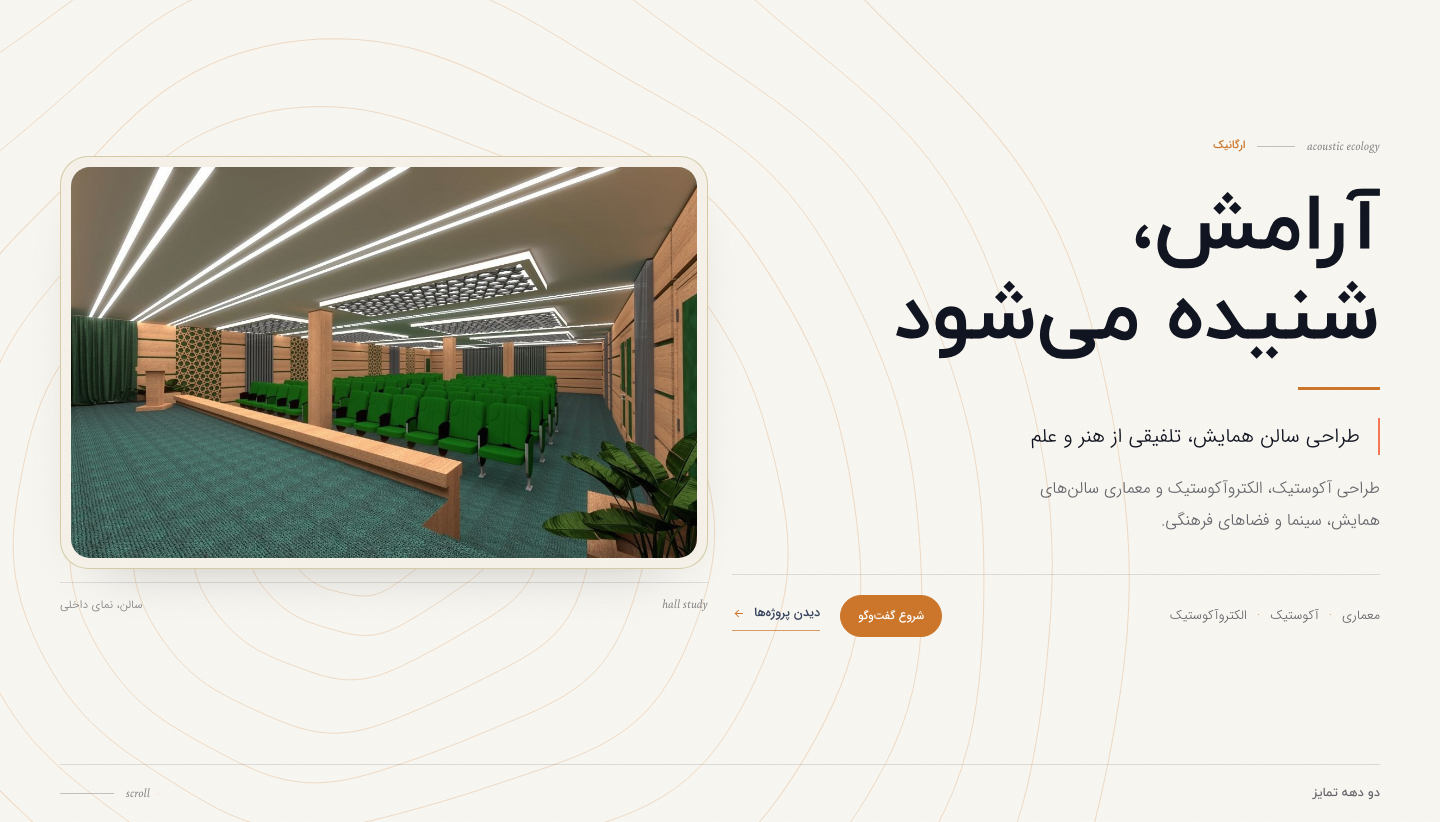 acoustic ecology — ارگانیک
آرامش،
شنیده می‌شود
طراحی سالن همایش، تلفیقی از هنر و علم
طراحی آکوستیک، الکتروآکوستیک و معماری سالن‌های
همایش، سینما و فضاهای فرهنگی.
معماری · آکوستیک · الکتروآکوستیک
شروع گفت‌وگو
دیدن پروژه‌ها ←
hall study
سالن، نمای داخلی
دو دهه تمایز
scroll